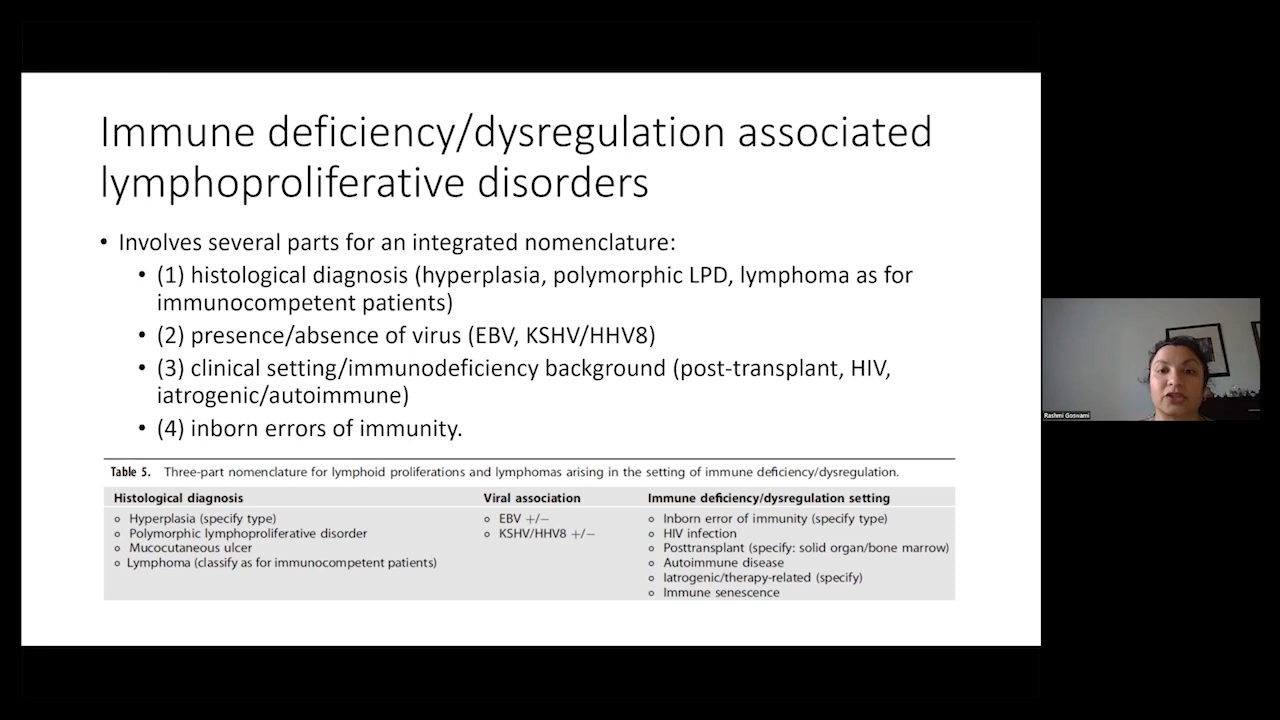 Immune deficiency/dysregulation associated
lymphoproliferative disorders
• Involves several parts for an integrated nomenclature:
• (1) histological diagnosis (hyperplasia, polymorphic LPD, lymphoma as for
immunocompetent patients)
• (2) presence/absence of virus (EBV, KSHV/HHV8)
• (3) clinical setting/immunodeficiency background (post-transplant, HIV,
iatrogenic/autoimmune)
• (4) inborn errors of immunity.
Table 5. Three-part nomenclature for lymphoid proliferations and lymphomas arising in the setting of immune deficiency/dysregulation.
Histological diagnosis Viral association Immune deficiency/dysregulation setting
Hyperplasia (specify type) EBV +/− Inborn error of immunity (specify type)
Polymorphic lymphoproliferative disorder KSHV/HHV8 +/− HIV infection
Mucocutaneous ulcer Posttransplant (specify: solid organ/bone marrow)
Lymphoma (classify as for immunocompetent patients) Autoimmune disease
Iatrogenic/therapy-related (specify)
Immune senescence
Rashmi Goswami